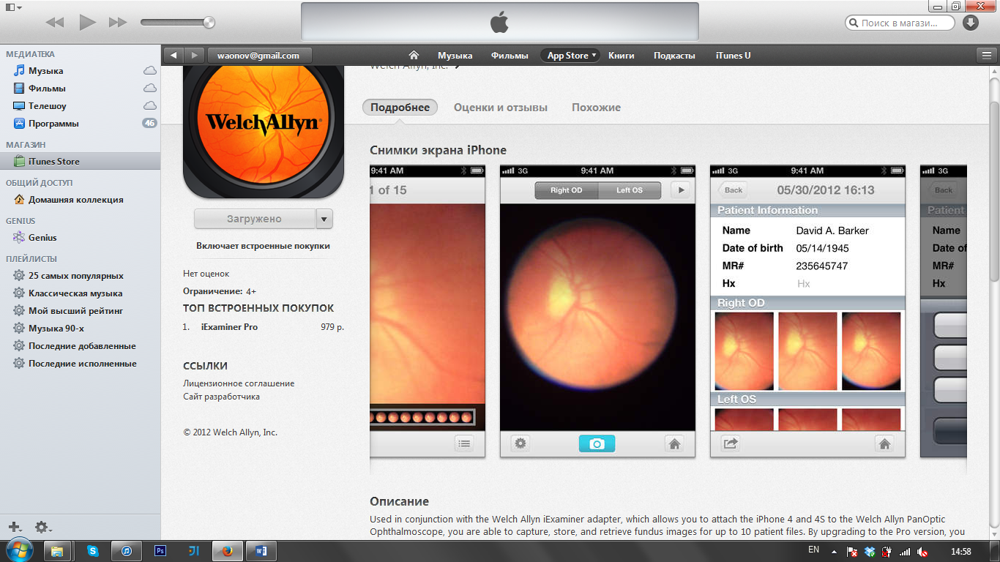 Поиск в магази...
МЕДИАТЕКА
Музыка
Фильмы
Телешоу
Программы 46
МАГАЗИН
iTunes Store
ОБЩИЙ ДОСТУП
Домашняя коллекция
GENIUS
Genius
ПЛЕЙЛИСТЫ
25 самых популярных
Классическая музыка
Мой высший рейтинг
Музыка 90-х
Последние добавленные
Последние исполненные
waonov@gmail.com
Музыка Фильмы App Store Книги Подкасты iTunes U
Welch Allyn, Inc.
WelchAllyn®
Загружено
Включает встроенные покупки
Нет оценок
Ограничение: 4+
ТОП ВСТРОЕННЫХ ПОКУПОК
1. iExaminer Pro 979 р.
ССЫЛКИ
Лицензионное соглашение
Сайт разработчика
© 2012 Welch Allyn, Inc.
Подробнее Оценки и отзывы Похожие
Снимки экрана iPhone
9:41 AM
1 of 15
3G 9:41 AM
Right OD Left OS
3G 9:41 AM
Back 05/30/2012 16:13
Patient Information
Name David A. Barker
Date of birth 05/14/1945
MR# 235645747
Hx Hx
Right OD
Left OS
3G
Back
Patient
Name
Date of
MR#
Hx
Описание
Used in conjunction with the Welch Allyn iExaminer adapter, which allows you to attach the iPhone 4 and 4S to the Welch Allyn PanOptic
Ophthalmoscope, you are able to capture, store, and retrieve fundus images for up to 10 patient files. By upgrading to the Pro version, you
Ps
EN
14:58